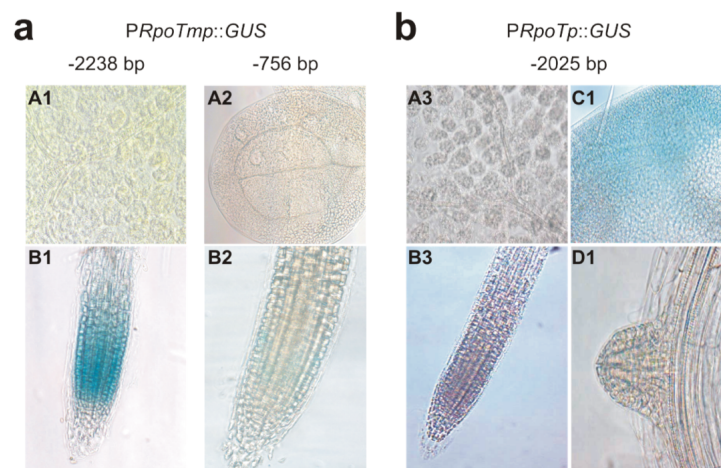 a PRpoTmp::GUS
-2238 bp -756 bp
A1 A2
B1 B2
b PRpoTp::GUS
-2025 bp
A3 C1
B3 D1